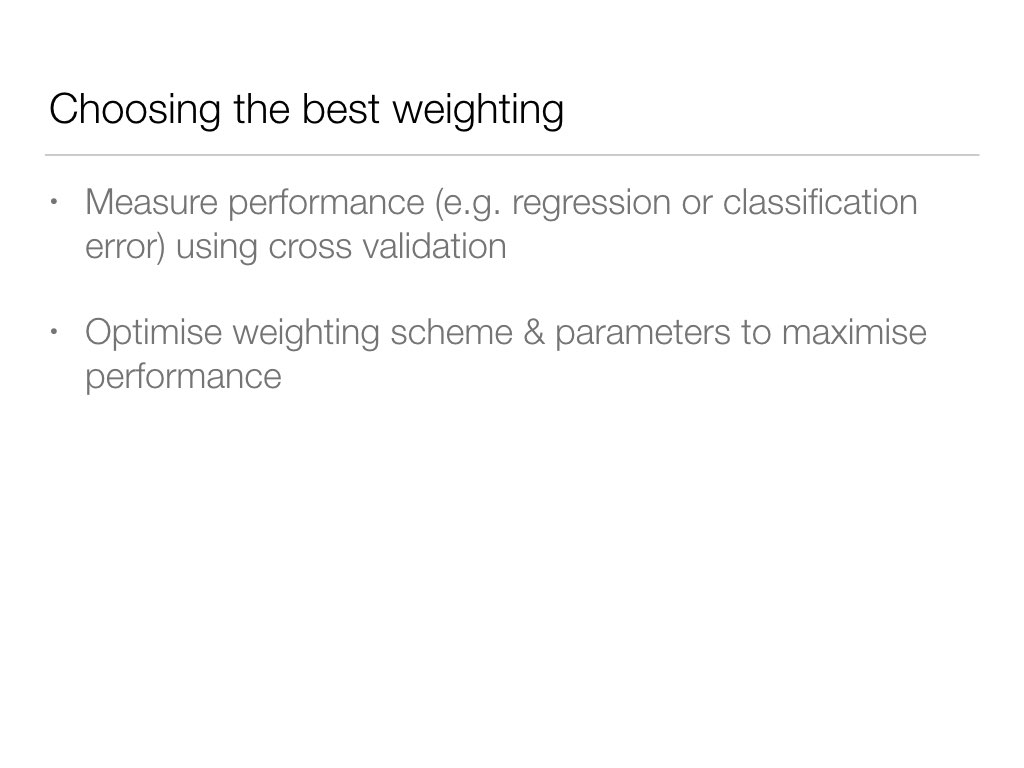 Choosing the best weighting
• Measure performance (e.g. regression or classification
error) using cross validation
• Optimise weighting scheme & parameters to maximise
performance